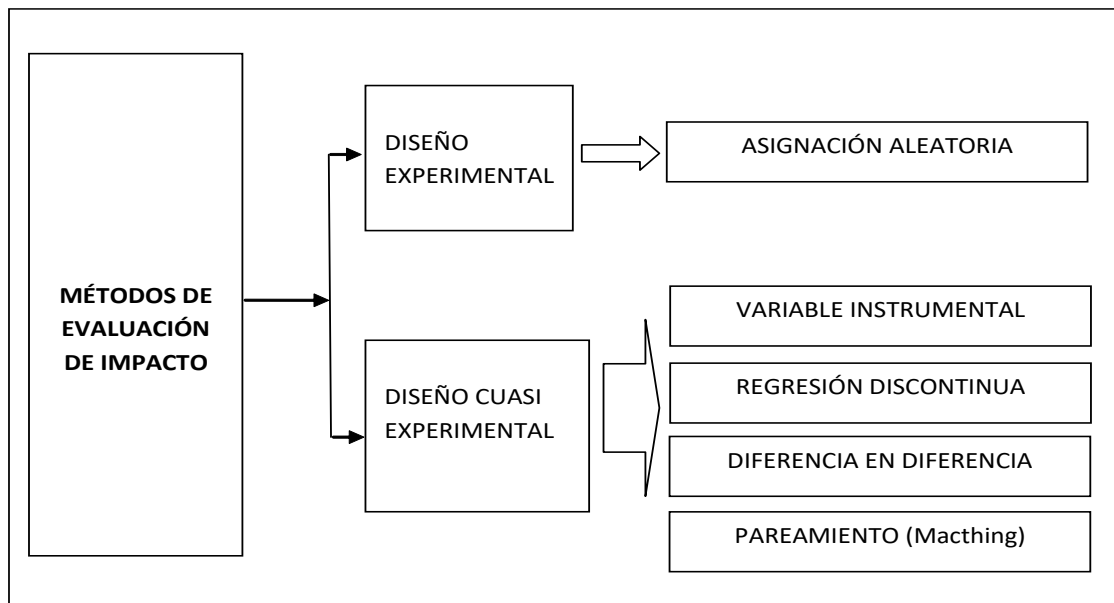 MÉTODOS DE
EVALUACIÓN
DE IMPACTO
DISEÑO
EXPERIMENTAL
ASIGNACIÓN ALEATORIA
DISEÑO CUASI
EXPERIMENTAL
VARIABLE INSTRUMENTAL
REGRESIÓN DISCONTINUA
DIFERENCIA EN DIFERENCIA
PAREAMIENTO (Macthing)